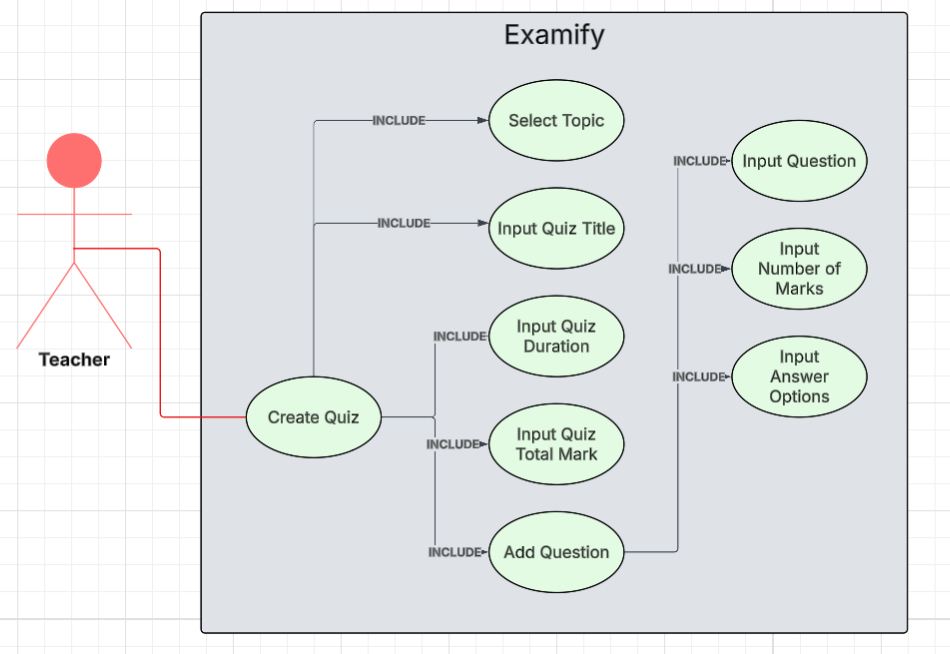 Examify
INCLUDE
Select Topic
INCLUDE
Input Question
INCLUDE
Input Quiz Title
INCLUDE
Input
Number of
Marks
INCLUDE
Input Quiz
Duration
Teacher
INCLUDE
Input
Answer
Options
Create Quiz
INCLUDE
Input Quiz
Total Mark
INCLUDE
Add Question